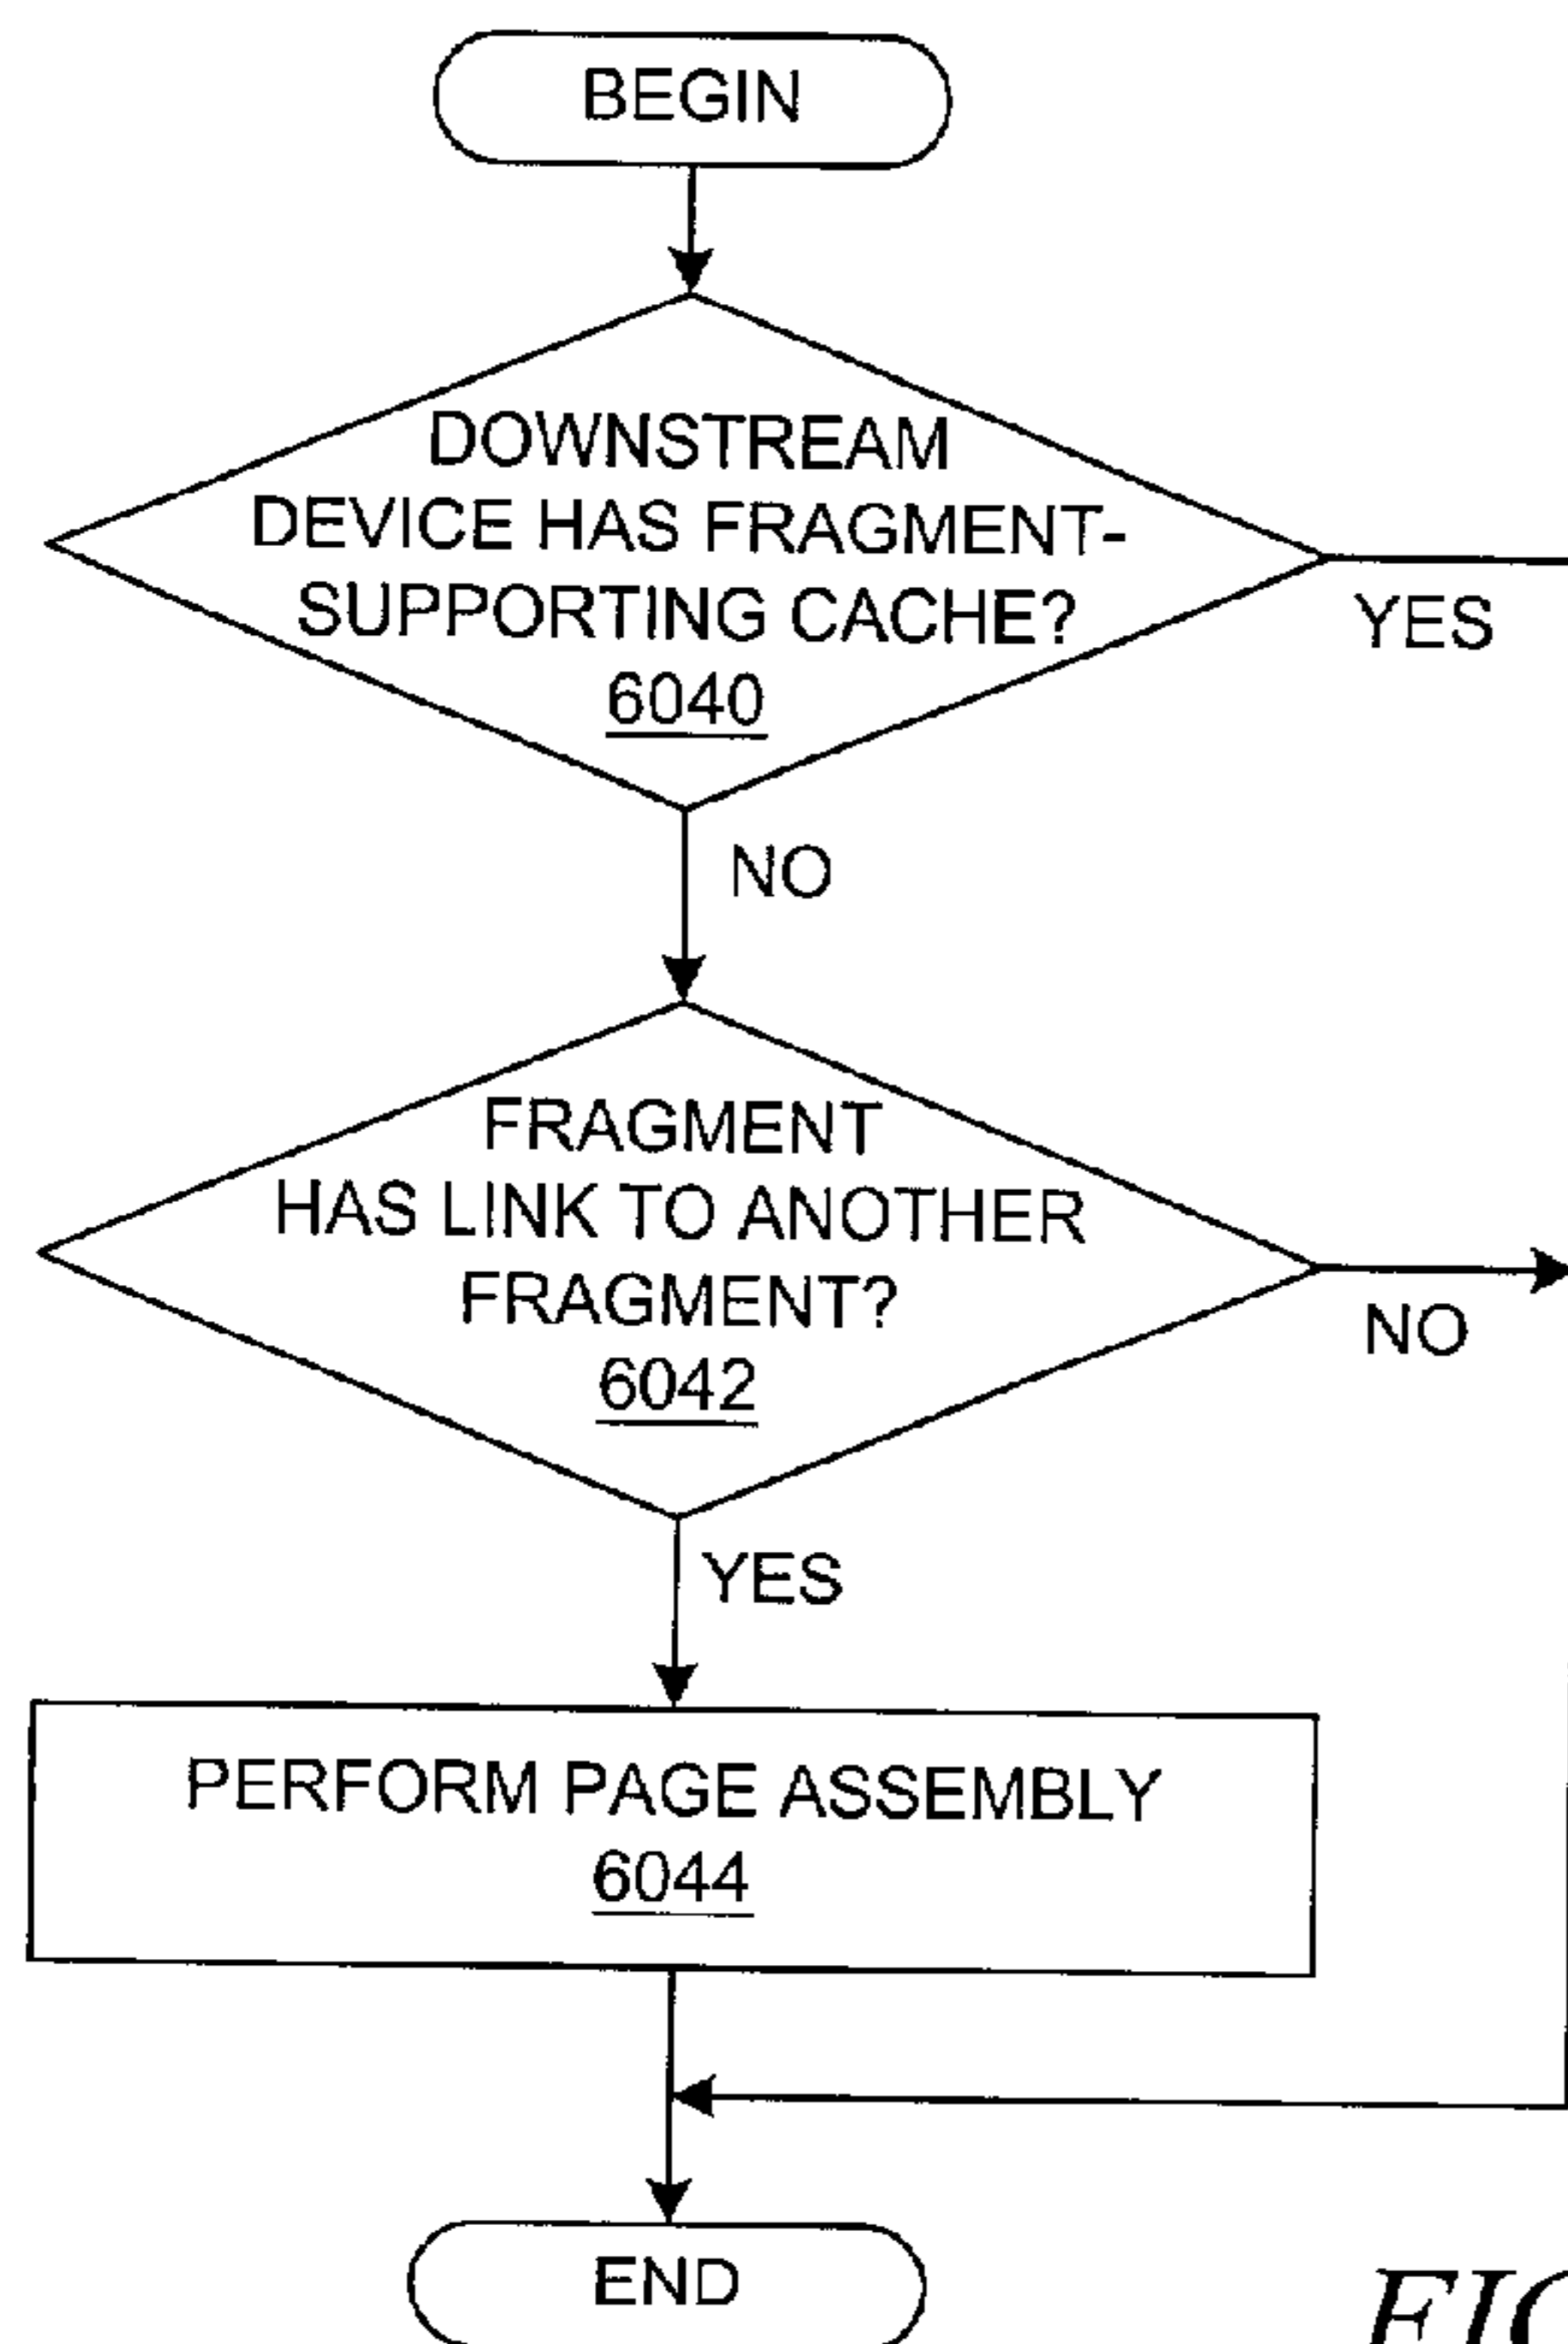 BEGIN
DOWNSTREAM
DEVICE HAS FRAGMENT-
SUPPORTING CACHE?
6040
YES
NO
FRAGMENT
HAS LINK TO ANOTHER
FRAGMENT?
6042
NO
YES
PERFORM PAGE ASSEMBLY
6044
END